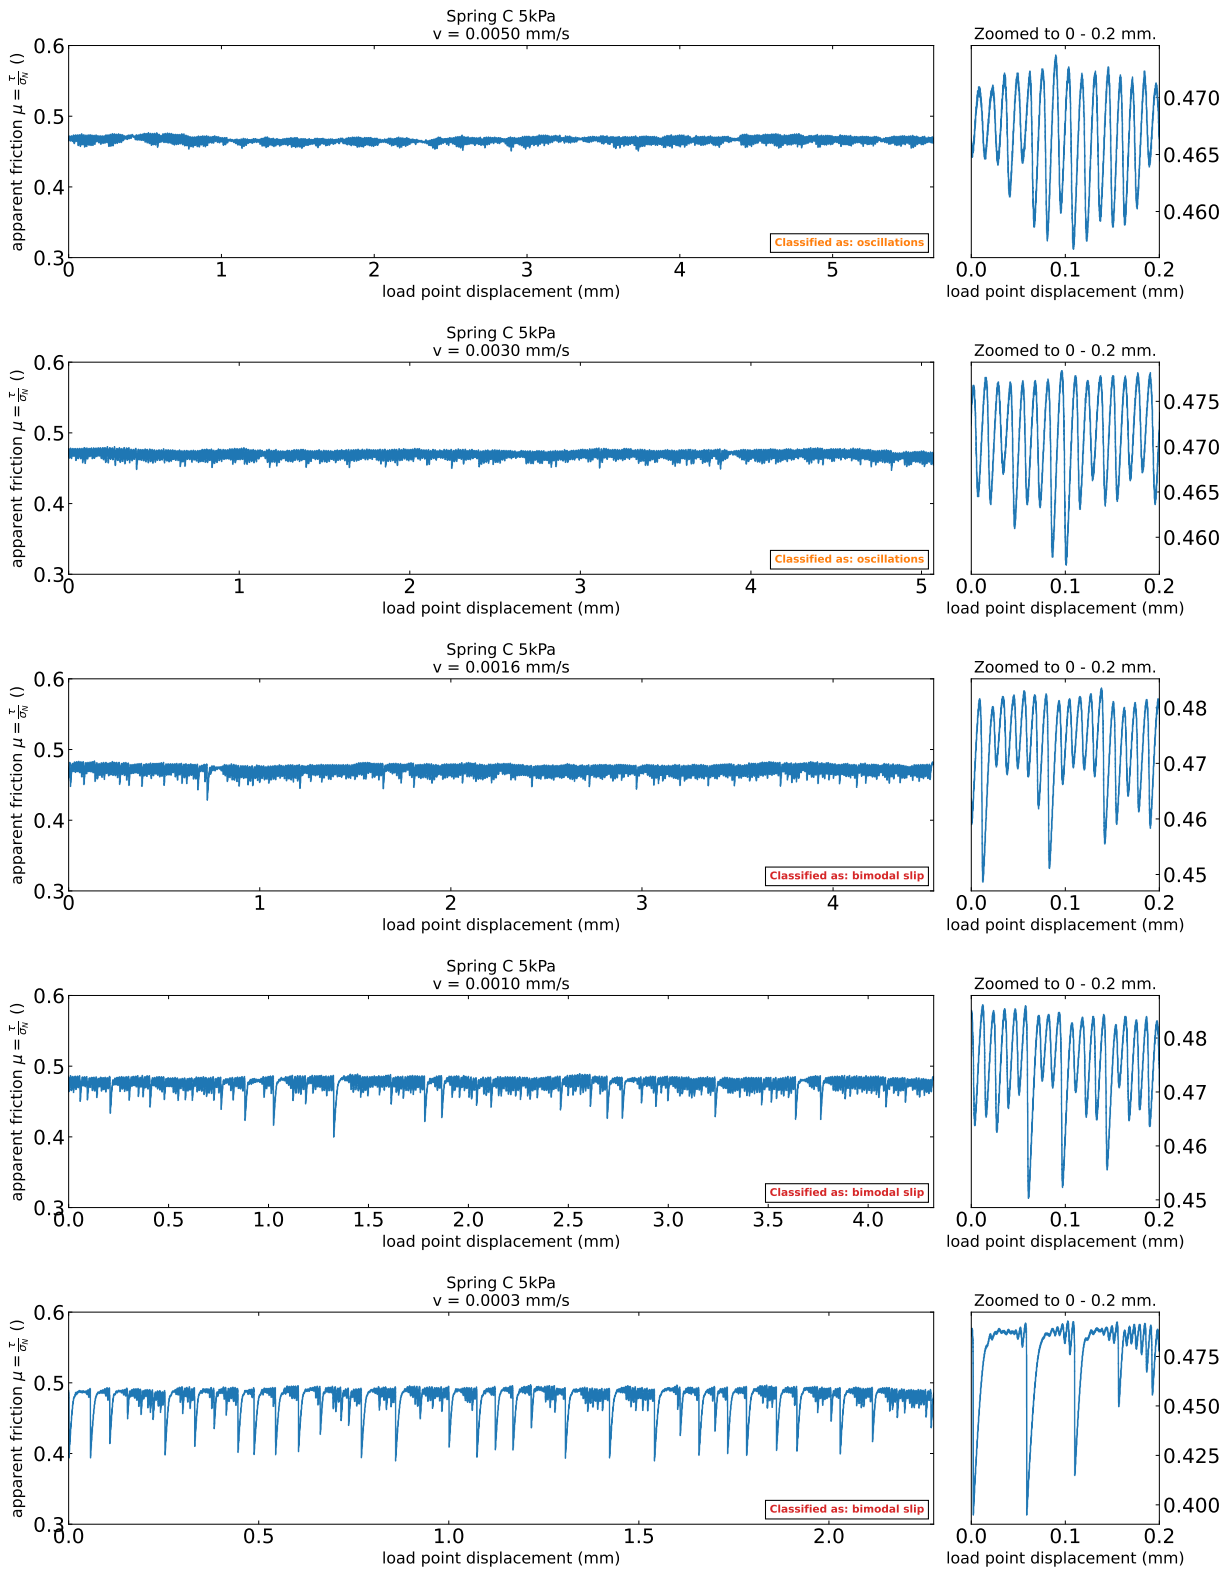 Spring C 5kPa
v = 0.0050 mm/s
Zoomed to 0 - 0.2 mm.
apparent friction μ = τ/σ_N ()
0.6
0.5
0.4
0.3
0 1 2 3 4 5
load point displacement (mm)
Classified as: oscillations
0.470
0.465
0.460
0.0 0.1 0.2
load point displacement (mm)
Spring C 5kPa
v = 0.0030 mm/s
Zoomed to 0 - 0.2 mm.
apparent friction μ = τ/σ_N ()
0.6
0.5
0.4
0.3
0 1 2 3 4 5
load point displacement (mm)
Classified as: oscillations
0.475
0.470
0.465
0.460
0.0 0.1 0.2
load point displacement (mm)
Spring C 5kPa
v = 0.0016 mm/s
Zoomed to 0 - 0.2 mm.
apparent friction μ = τ/σ_N ()
0.6
0.5
0.4
0.3
0 1 2 3 4
load point displacement (mm)
Classified as: bimodal slip
0.48
0.47
0.46
0.45
0.0 0.1 0.2
load point displacement (mm)
Spring C 5kPa
v = 0.0010 mm/s
Zoomed to 0 - 0.2 mm.
apparent friction μ = τ/σ_N ()
0.6
0.5
0.4
0.3
0.0 0.5 1.0 1.5 2.0 2.5 3.0 3.5 4.0
load point displacement (mm)
Classified as: bimodal slip
0.48
0.47
0.46
0.45
0.0 0.1 0.2
load point displacement (mm)
Spring C 5kPa
v = 0.0003 mm/s
Zoomed to 0 - 0.2 mm.
apparent friction μ = τ/σ_N ()
0.6
0.5
0.4
0.3
0.0 0.5 1.0 1.5 2.0
load point displacement (mm)
Classified as: bimodal slip
0.475
0.450
0.425
0.400
0.0 0.1 0.2
load point displacement (mm)